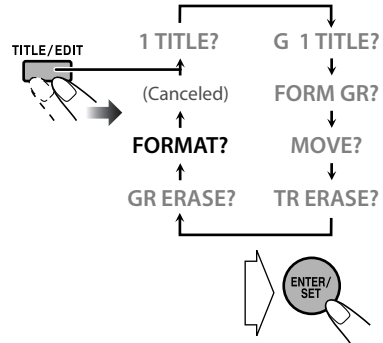 TITLE/EDIT
1 TITLE?
G 1 TITLE?
(Canceled)
FORM GR?
FORMAT?
MOVE?
GR ERASE?
TR ERASE?
ENTER/
SET